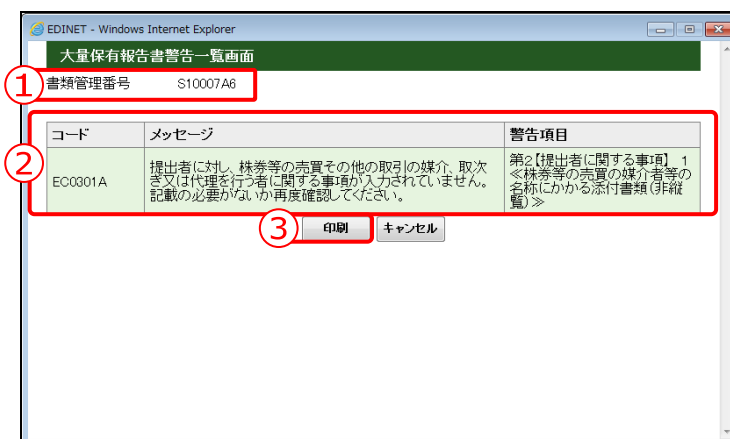 EDINET - Windows Internet Explorer
大量保有報告書警告一覧画面
① 書類管理番号 S10007A6
②
コード メッセージ 警告項目
EC0301A
提出者に対し、株券等の売買その他の取引の媒介、取次
ぎ又は代理を行う者に関する事項が入力されていません。
記載の必要がないか再度確認してください。
第2【提出者に関する事項】 1
≪株券等の売買の媒介者等の
名称にかかる添付書類(非縦
覧)≫
③ 印刷 キャンセル